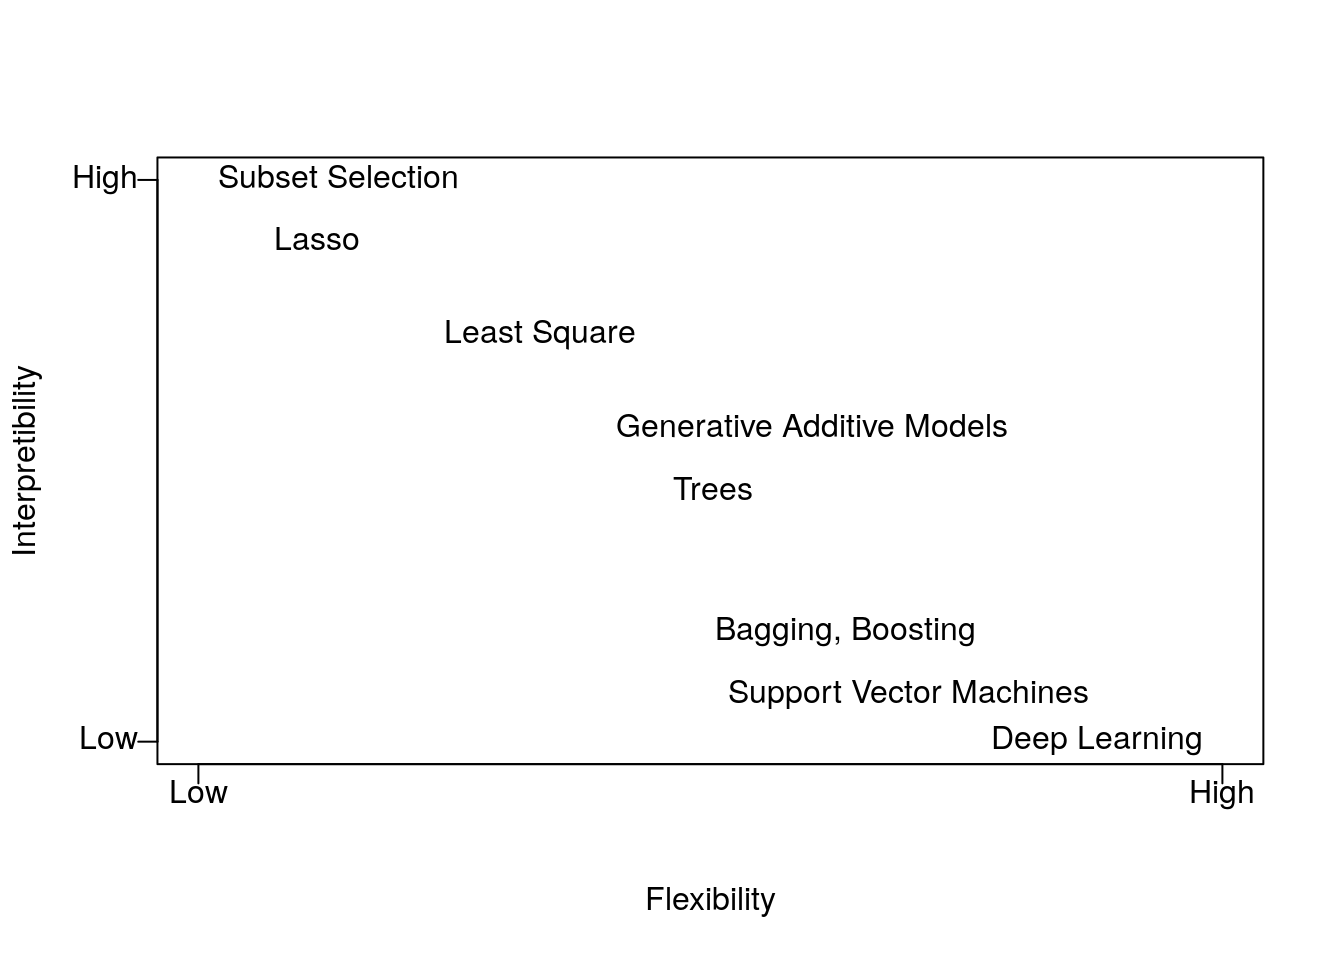 High
Subset Selection
Lasso
Least Square
Interpretibility
Generative Additive Models
Trees
Bagging, Boosting
Support Vector Machines
Low
Deep Learning
Low
High
Flexibility